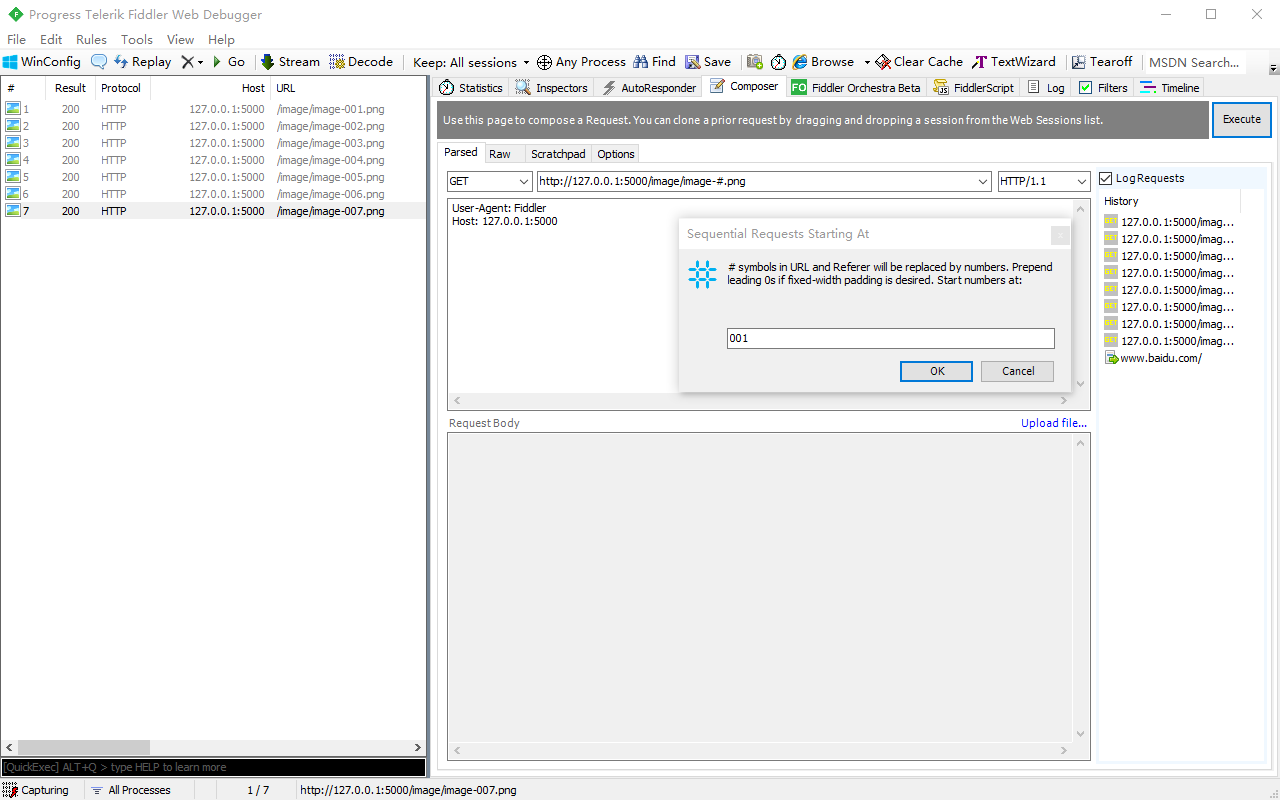 Progress Telerik Fiddler Web Debugger
File Edit Rules Tools View Help
WinConfig Replay Go Stream Decode Keep: All sessions Any Process Find Save Browse Clear Cache TextWizard Tearoff MSDN Search...
# Result Protocol Host URL
1 200 HTTP 127.0.0.1:5000 /image/image-001.png
2 200 HTTP 127.0.0.1:5000 /image/image-002.png
3 200 HTTP 127.0.0.1:5000 /image/image-003.png
4 200 HTTP 127.0.0.1:5000 /image/image-004.png
5 200 HTTP 127.0.0.1:5000 /image/image-005.png
6 200 HTTP 127.0.0.1:5000 /image/image-006.png
7 200 HTTP 127.0.0.1:5000 /image/image-007.png
[QuickExec] ALT+Q > type HELP to learn more
Statistics Inspectors AutoResponder Composer FO Fiddler Orchestra Beta FiddlerScript Log Filters Timeline
Use this page to compose a Request. You can clone a prior request by dragging and dropping a session from the Web Sessions list.
Execute
Parsed Raw Scratchpad Options
GET http://127.0.0.1:5000/image/image-#.png HTTP/1.1
User-Agent: Fiddler
Host: 127.0.0.1:5000
Sequential Requests Starting At
# symbols in URL and Referer will be replaced by numbers. Prepend
leading 0s if fixed-width padding is desired. Start numbers at:
001
OK Cancel
Request Body Upload file...
Log Requests
History
GET 127.0.0.1:5000/imag...
GET 127.0.0.1:5000/imag...
GET 127.0.0.1:5000/imag...
GET 127.0.0.1:5000/imag...
GET 127.0.0.1:5000/imag...
GET 127.0.0.1:5000/imag...
GET 127.0.0.1:5000/imag...
GET 127.0.0.1:5000/imag...
www.baidu.com/
Capturing All Processes 1 / 7 http://127.0.0.1:5000/image/image-007.png